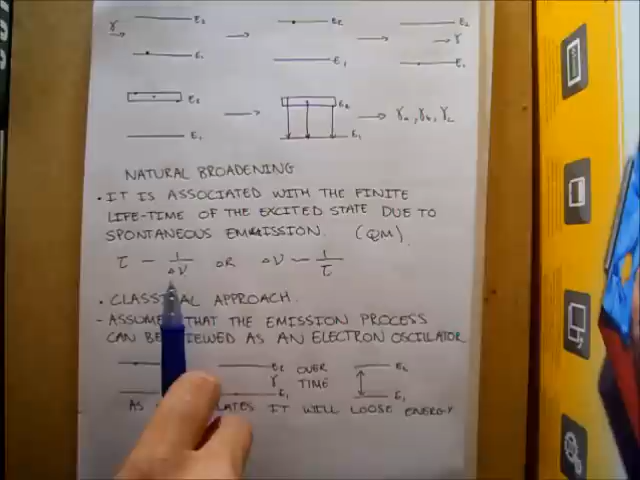 γ E₂ E₂ E₂
γ
E₁ E₁ E₁
E₂ E₂
γₐ, γ_b, γ_c
E₁ E₁
NATURAL BROADENING
• IT IS ASSOCIATED WITH THE FINITE
LIFE-TIME OF THE EXCITED STATE DUE TO
SPONTANEOUS EMISSION. (QM).
τ ~ 1/Δν OR Δν ~ 1/τ
• APPROACH.
- ASSUME THAT THE EMISSION PROCESS
CAN BE VIEWED AS AN ELECTRON OSCILLATOR
E₂ OVER E₂
γ TIME
E₁ E₁
AS IT WILL LOOSE ENERGY